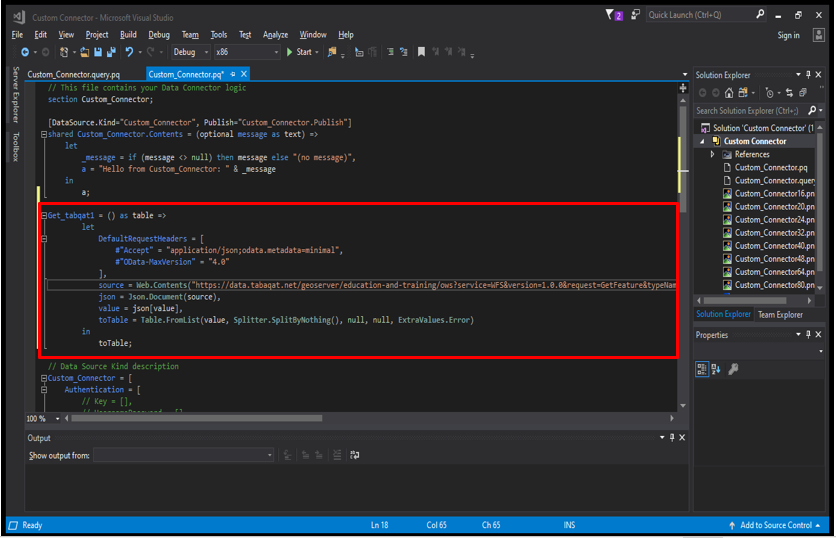 Custom Connector - Microsoft Visual Studio
2
Quick Launch (Ctrl+Q)
File Edit View Project Build Debug Team Tools Test Analyze Window Help
Sign in
Debug x86 Start
Server Explorer
Toolbox
Custom_Connector.query.pq Custom_Connector.pq*
// This file contains your Data Connector logic
section Custom_Connector;
[DataSource.Kind="Custom_Connector", Publish="Custom_Connector.Publish"]
shared Custom_Connector.Contents = (optional message as text) =>
let
_message = if (message <> null) then message else "(no message)",
a = "Hello from Custom_Connector: " & _message
in
a;
Get_tabqat1 = () as table =>
let
DefaultRequestHeaders = [
#"Accept" = "application/json;odata.metadata=minimal",
#"OData-MaxVersion" = "4.0"
],
source = Web.Contents("https://data.tabaqat.net/geoserver/education-and-training/ows?service=WFS&version=1.0.0&request=GetFeature&typeNam
json = Json.Document(source),
value = json[value],
toTable = Table.FromList(value, Splitter.SplitByNothing(), null, null, ExtraValues.Error)
in
toTable;
// Data Source Kind description
Custom_Connector = [
Authentication = [
// Key = [],
100 %
Output
Show output from:
Solution Explorer
Search Solution Explorer (Ctrl+;)
Solution 'Custom Connector' (1
Custom Connector
References
Custom_Connector.pq
Custom_Connector.query
Custom_Connector16.pn
Custom_Connector20.pn
Custom_Connector24.pn
Custom_Connector32.pn
Custom_Connector40.pn
Custom_Connector48.pn
Custom_Connector64.pn
Custom_Connector80.pn
Solution Explorer Team Explorer
Properties
Ready Ln 18 Col 65 Ch 65 INS Add to Source Control